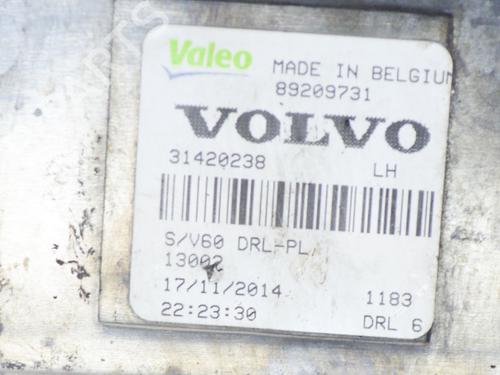 Valeo
MADE IN BELGIUM
89209731
VOLVO
31420238 LH
S/V60 DRL-PL
13002
17/11/2014 1183
22:23:30 DRL 6